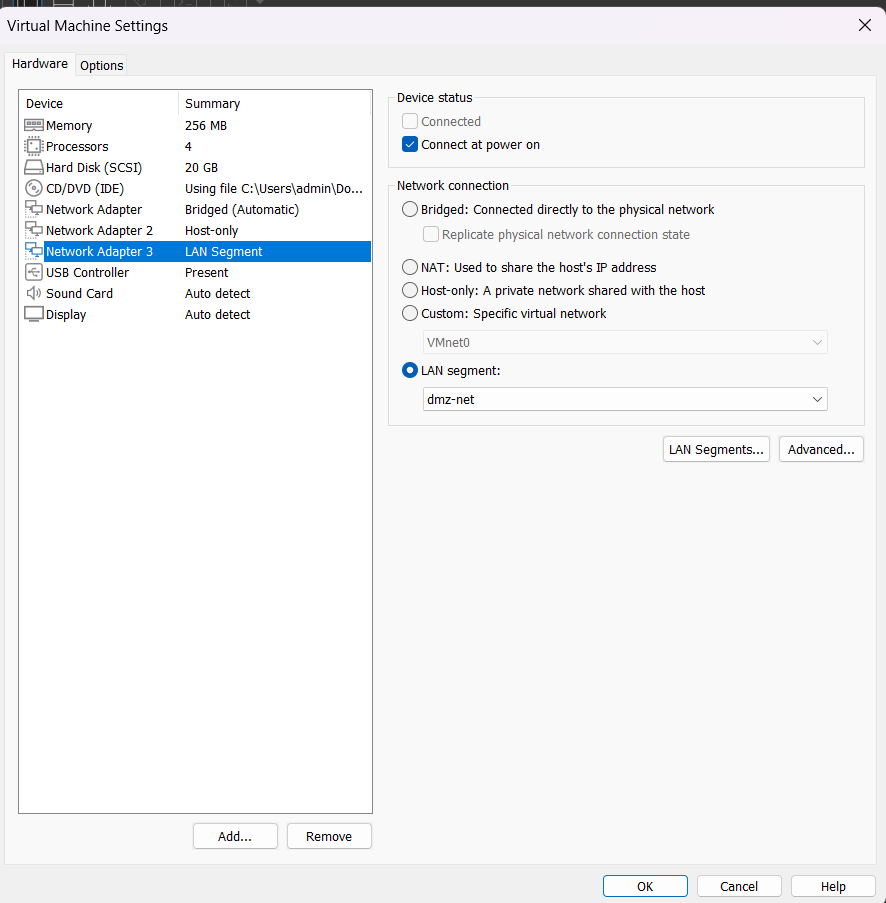 Virtual Machine Settings
Hardware
Options
Device Summary
Memory 256 MB
Processors 4
Hard Disk (SCSI) 20 GB
CD/DVD (IDE) Using file C:\Users\admin\Do...
Network Adapter Bridged (Automatic)
Network Adapter 2 Host-only
Network Adapter 3 LAN Segment
USB Controller Present
Sound Card Auto detect
Display Auto detect
Add...
Remove
Device status
Connected
Connect at power on
Network connection
Bridged: Connected directly to the physical network
Replicate physical network connection state
NAT: Used to share the host's IP address
Host-only: A private network shared with the host
Custom: Specific virtual network
VMnet0
LAN segment:
dmz-net
LAN Segments...
Advanced...
OK
Cancel
Help